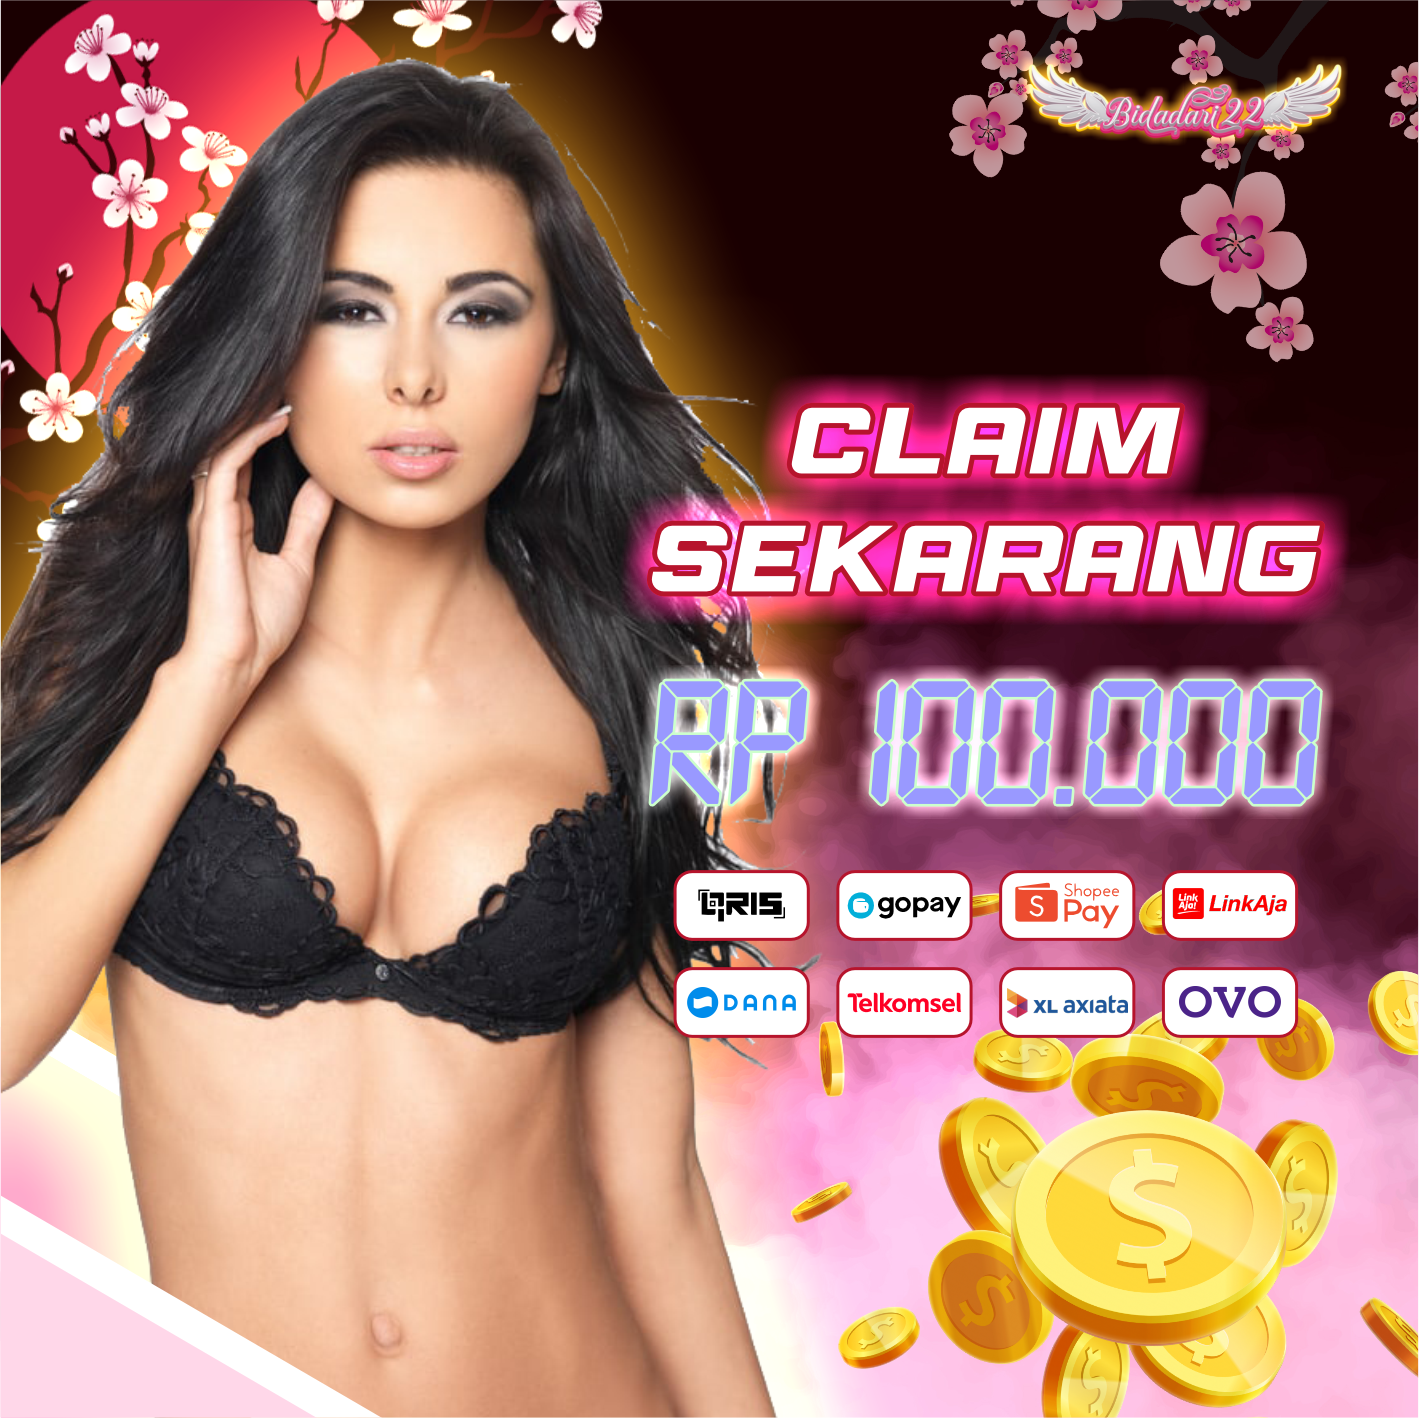 Bidadari22
CLAIM
SEKARANG
RP 100.000
QRIS
gopay
S Shopee Pay
Link Aja! LinkAja
DANA
Telkomsel
XL axiata
OVO